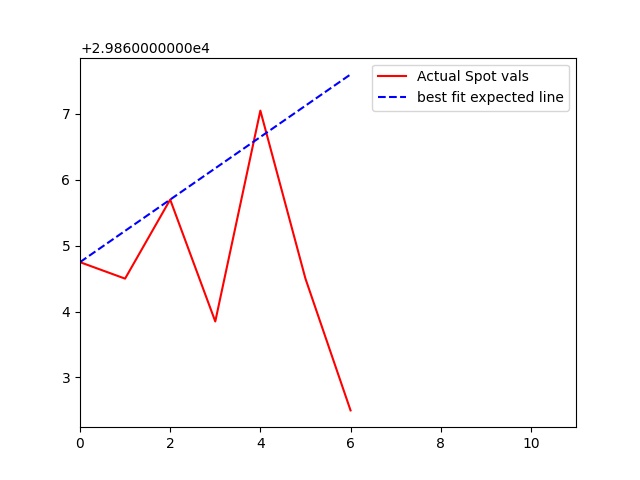 +2.9860000000e4
Actual Spot vals
best fit expected line
7
6
5
4
3
0 2 4 6 8 10